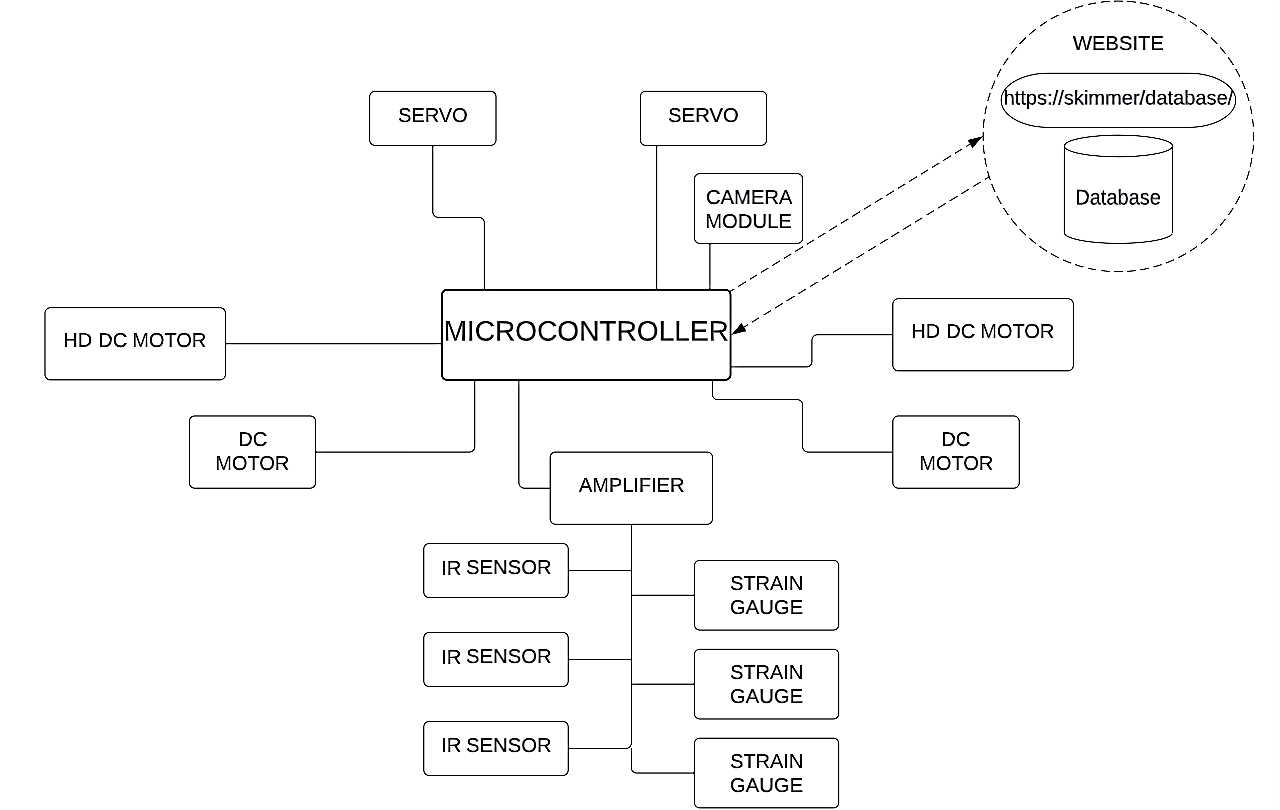 WEBSITE
https://skimmer/database/
Database
SERVO
SERVO
CAMERA
MODULE
MICROCONTROLLER
HD DC MOTOR
HD DC MOTOR
DC
MOTOR
DC
MOTOR
AMPLIFIER
IR SENSOR
STRAIN
GAUGE
IR SENSOR
STRAIN
GAUGE
IR SENSOR
STRAIN
GAUGE